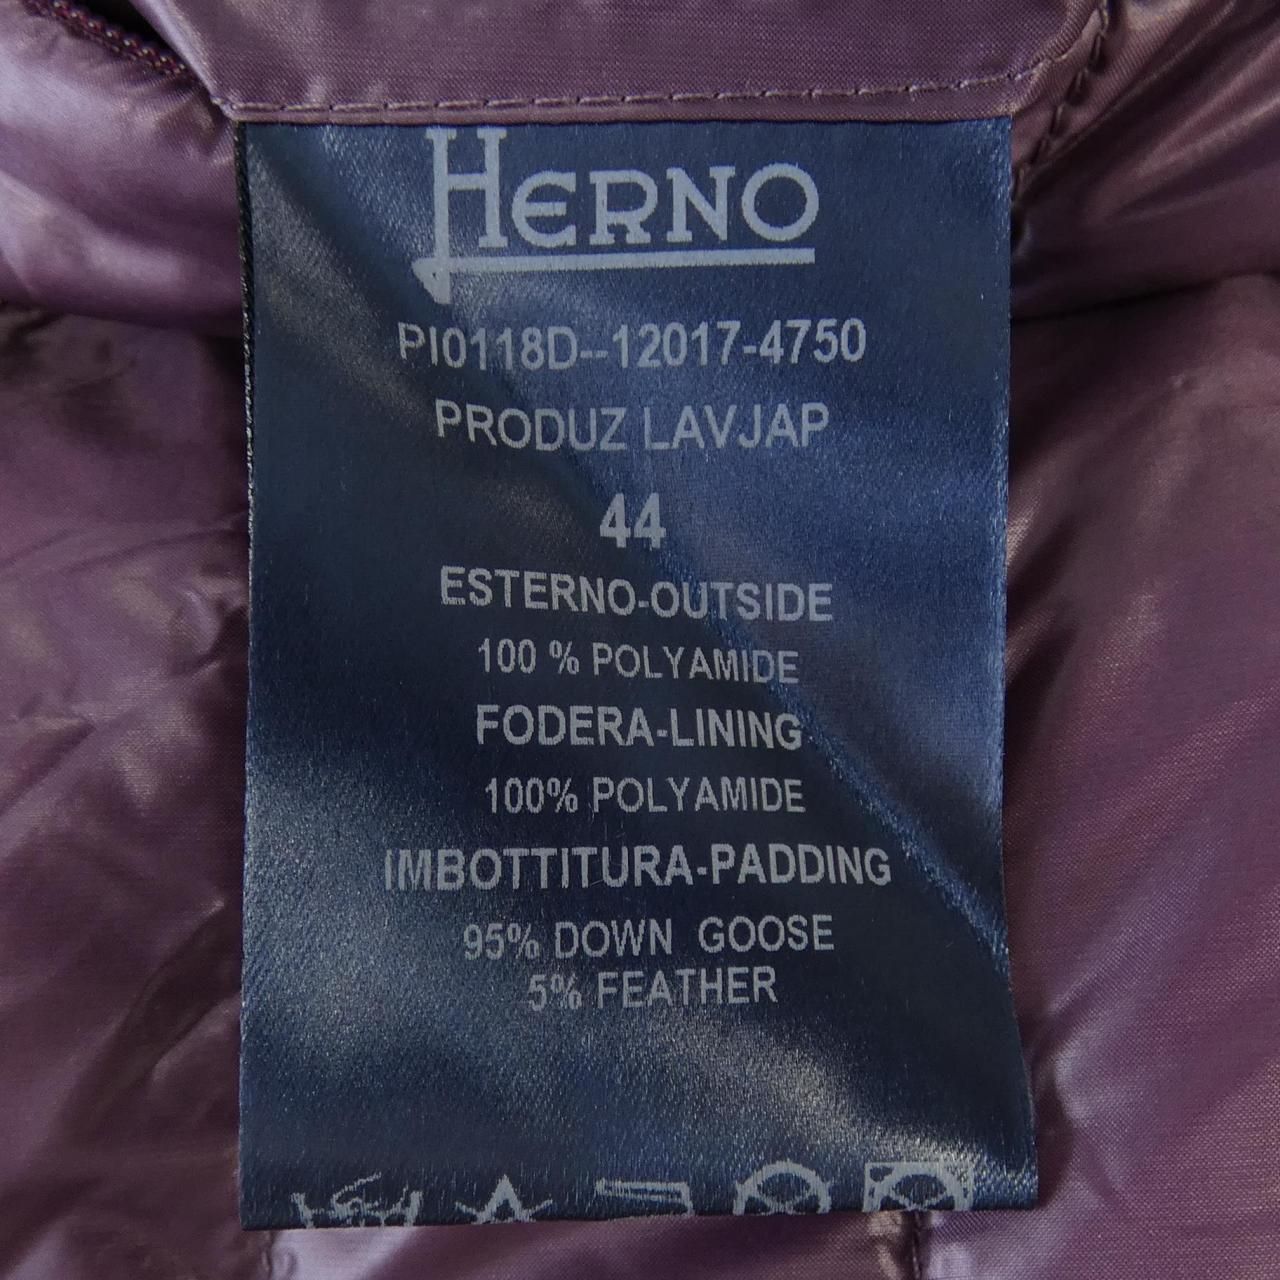 HERNO
PI0118D--12017-4750
PRODUZ LAVJAP
44
ESTERNO-OUTSIDE
100 % POLYAMIDE
FODERA-LINING
100% POLYAMIDE
IMBOTTITURA-PADDING
95% DOWN GOOSE
5% FEATHER